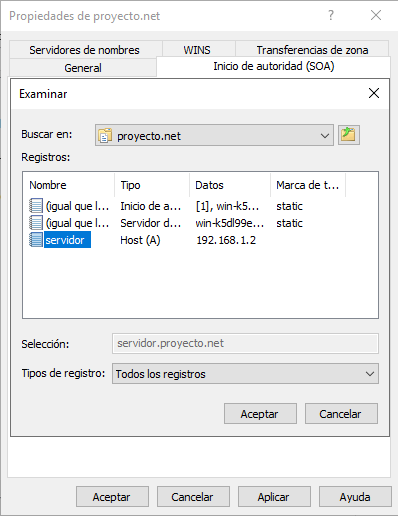 Propiedades de proyecto.net
Servidores de nombres WINS Transferencias de zona
General Inicio de autoridad (SOA)
Examinar
Buscar en: proyecto.net
Registros:
Nombre Tipo Datos Marca de t...
(igual que l... Inicio de a... [1], win-k5... static
(igual que l... Servidor d... win-k5dl99e... static
servidor Host (A) 192.168.1.2
Selección: servidor.proyecto.net
Tipos de registro: Todos los registros
Aceptar Cancelar
Aceptar Cancelar Aplicar Ayuda